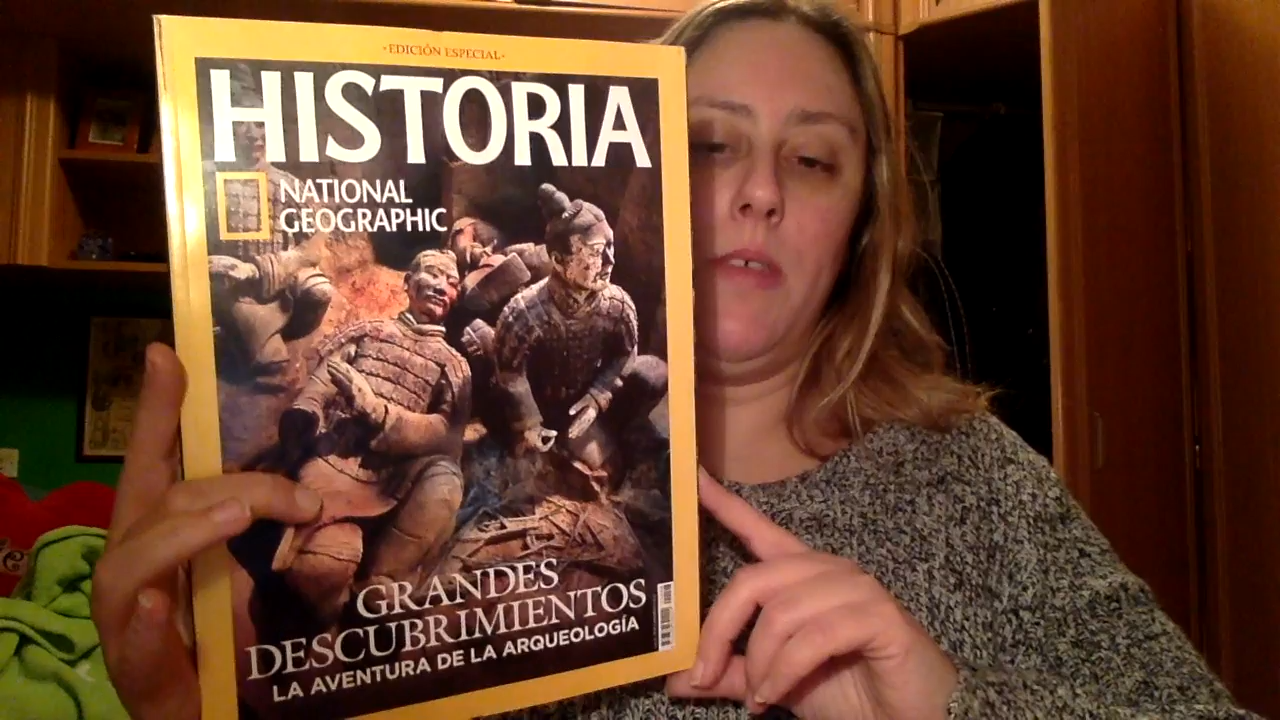 •EDICIÓN ESPECIAL•
HISTORIA
NATIONAL
GEOGRAPHIC
GRANDES
DESCUBRIMIENTOS
LA AVENTURA DE LA ARQUEOLOGÍA